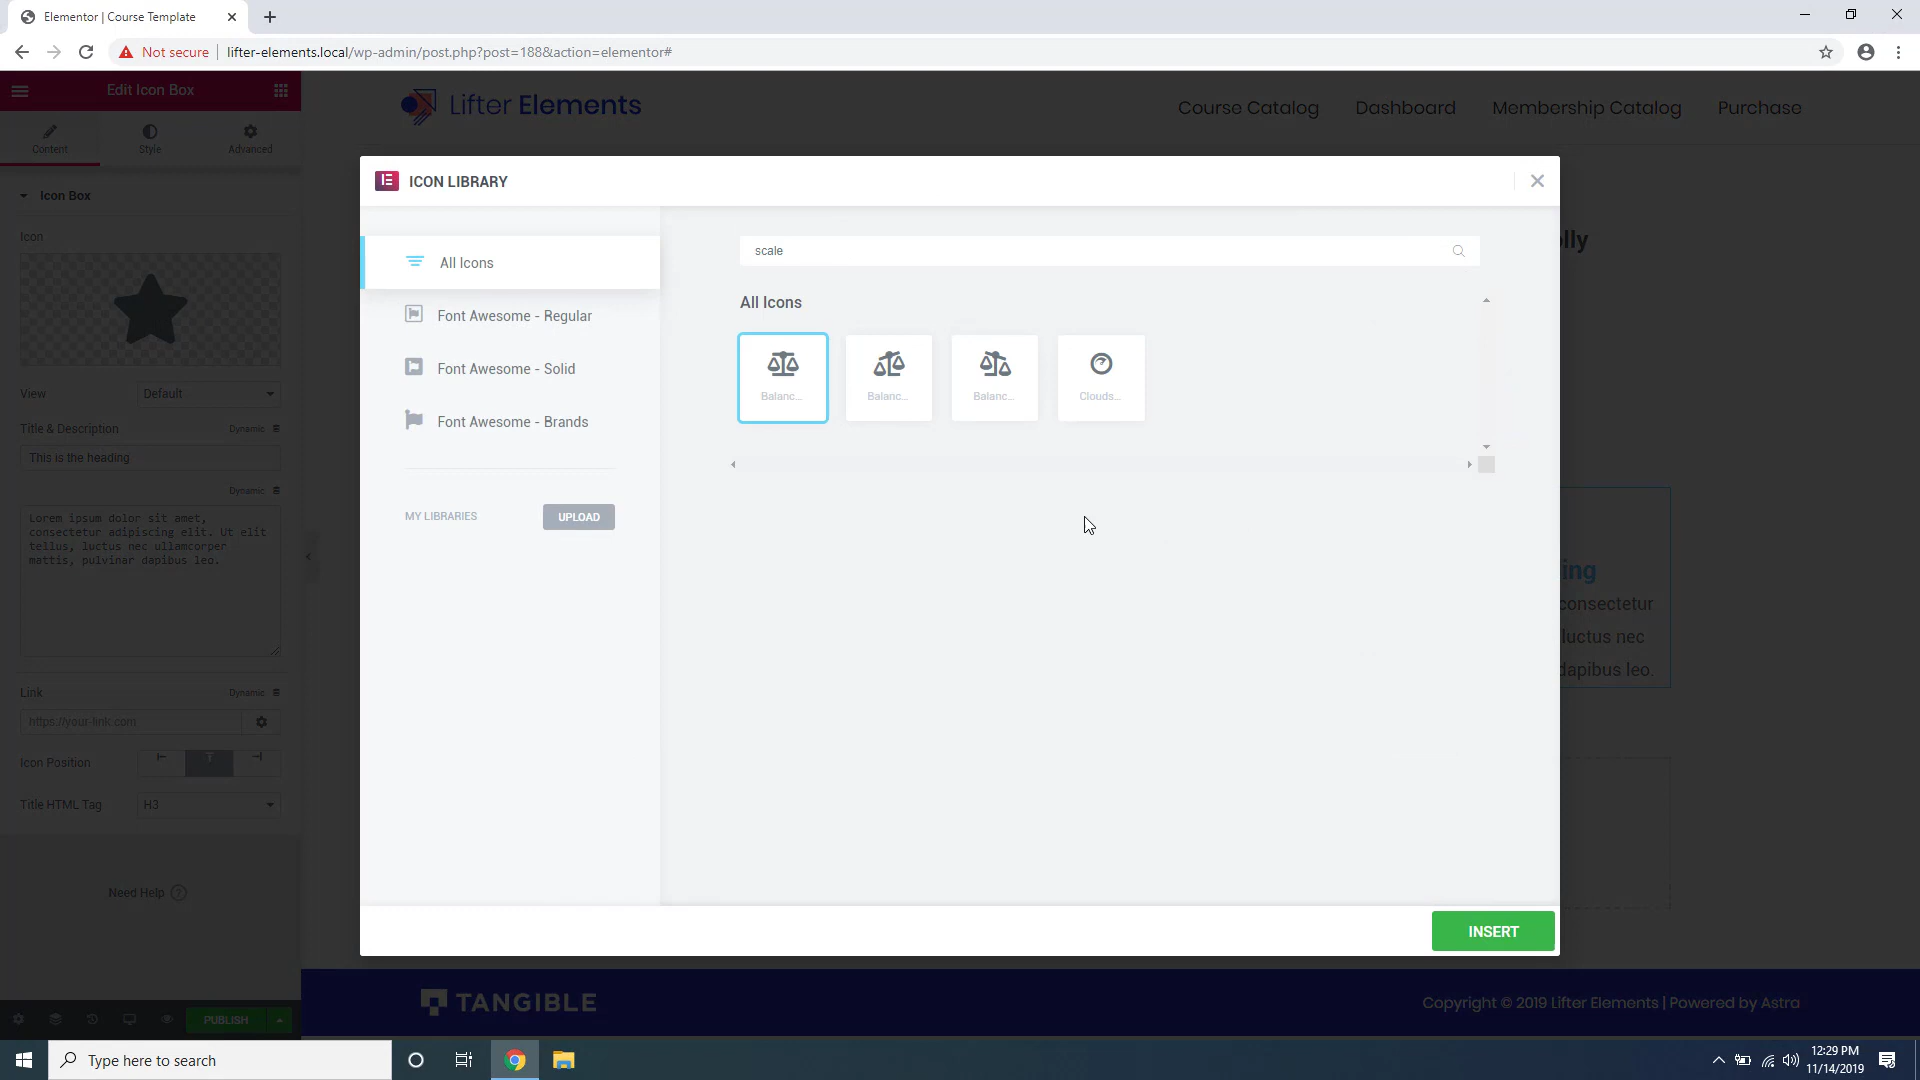 Elementor | Course Template
Not secure
lifter-elements.local/wp-admin/post.php?post=188&action=elementor#
Edit Icon Box
Lifter Elements
Course Catalog
Dashboard
Membership Catalog
Purchase
Content
Style
Advanced
ICON LIBRARY
Icon Box
Icon
All Icons
Font Awesome - Regular
Font Awesome - Solid
Font Awesome - Brands
MY LIBRARIES
UPLOAD
scale
All Icons
Balanc...
Balanc...
Balanc...
Clouds...
INSERT
lly
View
Default
Title & Description
Dynamic
This is the heading
Dynamic
Lorem ipsum dolor sit amet,
consectetur adipiscing elit. Ut elit
tellus, luctus nec ullamcorper
mattis, pulvinar dapibus leo.
ing
consectetur
luctus nec
dapibus leo.
Link
Dynamic
https://your-link.com
Icon Position
Title HTML Tag
H3
Need Help
PUBLISH
TANGIBLE
Copyright © 2019 Lifter Elements | Powered by Astra
Type here to search
12:29 PM
11/14/2019